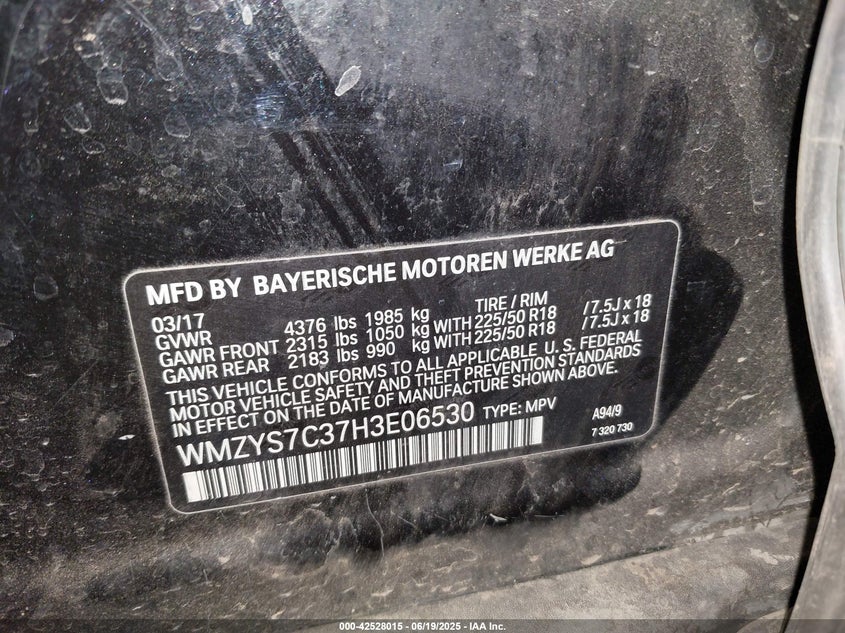 MFD BY BAYERISCHE MOTOREN WERKE AG
03/17 TIRE / RIM
GVWR 4376 lbs 1985 kg
GAWR FRONT 2315 lbs 1050 kg WITH 225/50 R18 / 7.5J x 18
GAWR REAR 2183 lbs 990 kg WITH 225/50 R18 / 7.5J x 18
THIS VEHICLE CONFORMS TO ALL APPLICABLE U. S. FEDERAL
MOTOR VEHICLE SAFETY AND THEFT PREVENTION STANDARDS
IN EFFECT ON THE DATE OF MANUFACTURE SHOWN ABOVE.
WMZYS7C37H3E06530 TYPE: MPV A94/9
7 320 730
000-42528015 - 06/19/2025 - IAA Inc.